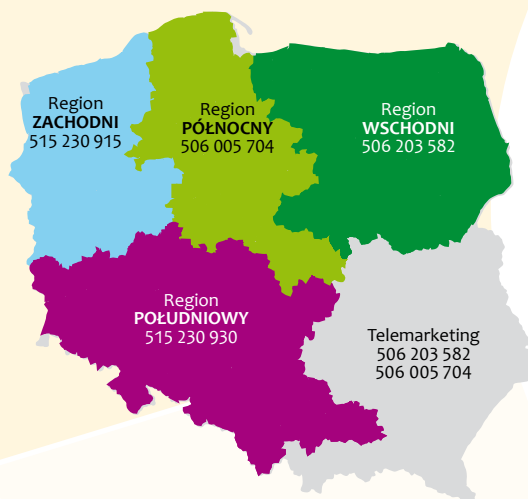 Region
ZACHODNI
515 230 915
Region
PÓŁNOCNY
506 005 704
Region
WSCHODNI
506 203 582
Region
POŁUDNIOWY
515 230 930
Telemarketing
506 203 582
506 005 704